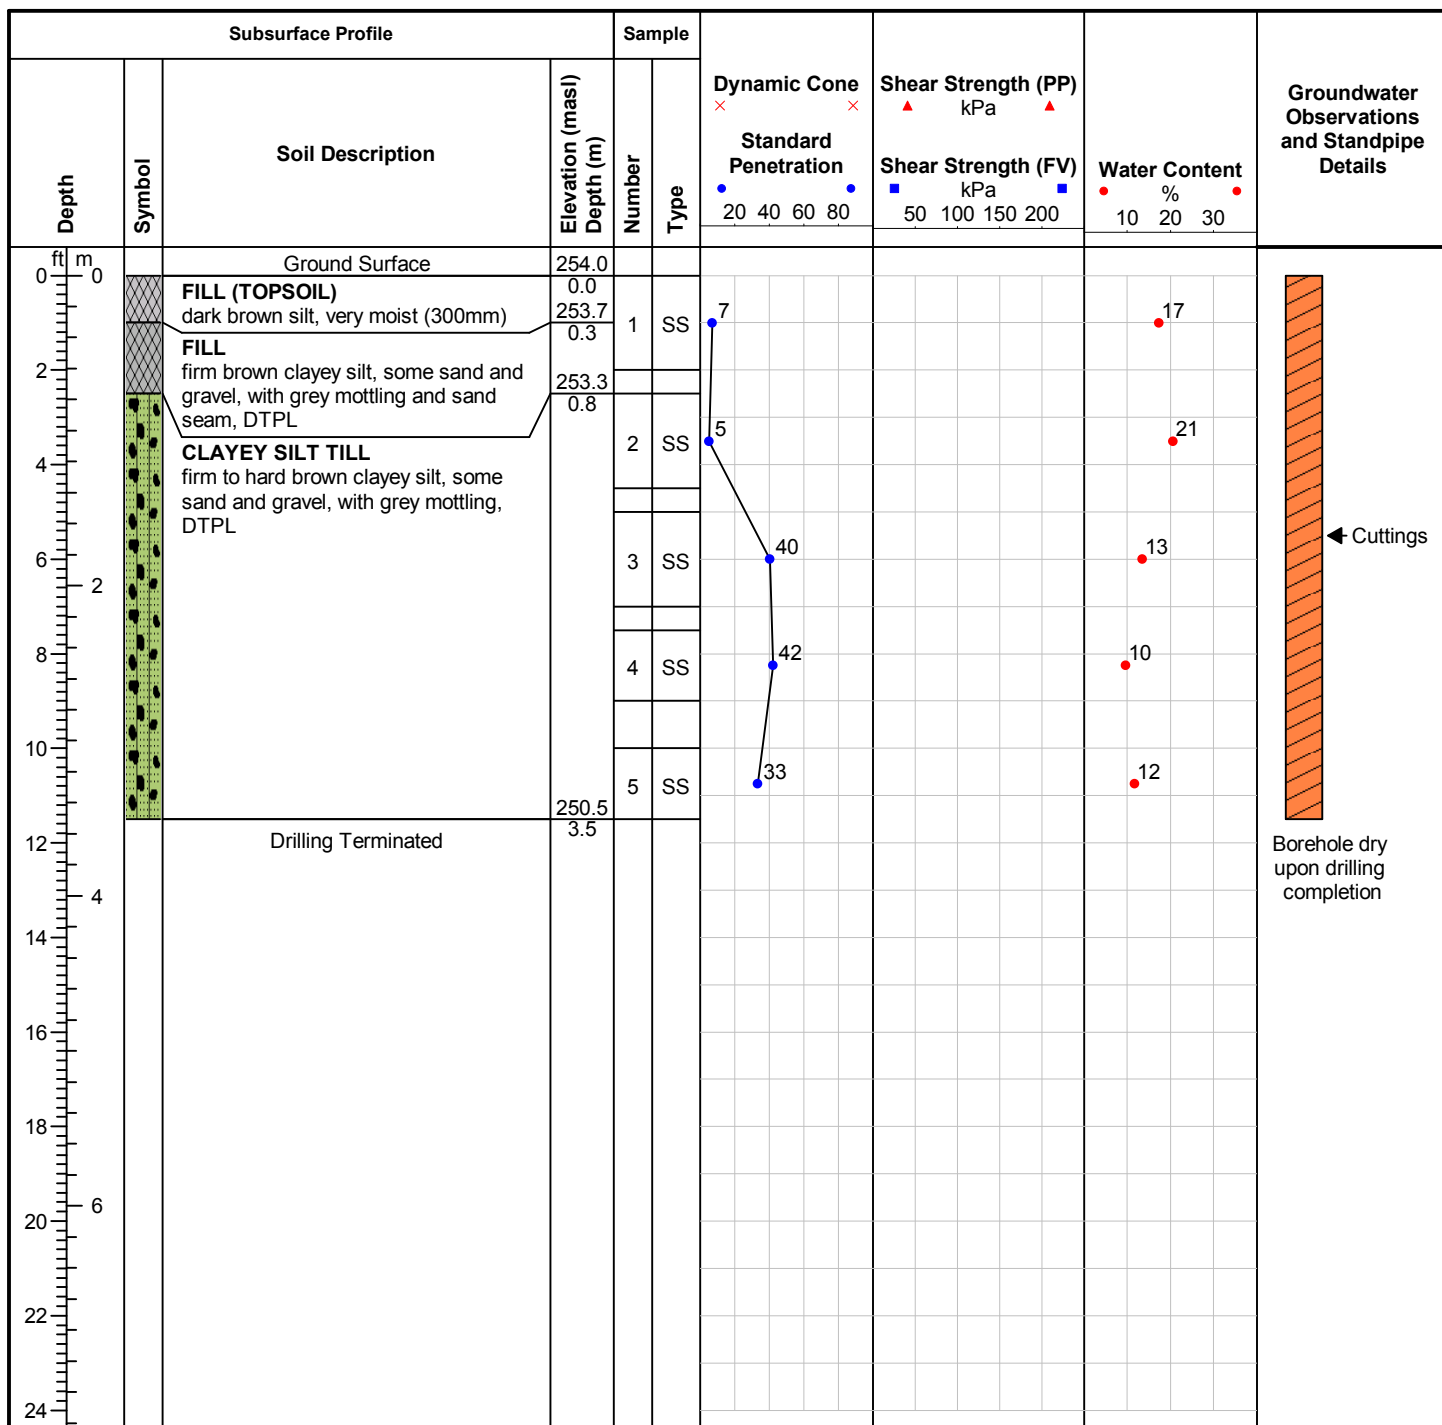 Subsurface Profile
Sample
Depth
Symbol
Soil Description
Elevation (masl)
Depth (m)
Number
Type
Dynamic Cone
Standard
Penetration
20 40 60 80
Shear Strength (PP)
kPa
Shear Strength (FV)
kPa
50 100 150 200
Water Content
%
10 20 30
Groundwater
Observations
and Standpipe
Details
ft m
0 0
2
4
6
2
8
10
12
4
14
16
18
6
20
22
24
Ground Surface
254.0
0.0
FILL (TOPSOIL)
dark brown silt, very moist (300mm)
253.7
0.3
FILL
firm brown clayey silt, some sand and
gravel, with grey mottling and sand
seam, DTPL
253.3
0.8
CLAYEY SILT TILL
firm to hard brown clayey silt, some
sand and gravel, with grey mottling,
DTPL
250.5
3.5
Drilling Terminated
1 SS 7 17
2 SS 5 21
3 SS 40 13
4 SS 42 10
5 SS 33 12
Cuttings
Borehole dry
upon drilling
completion